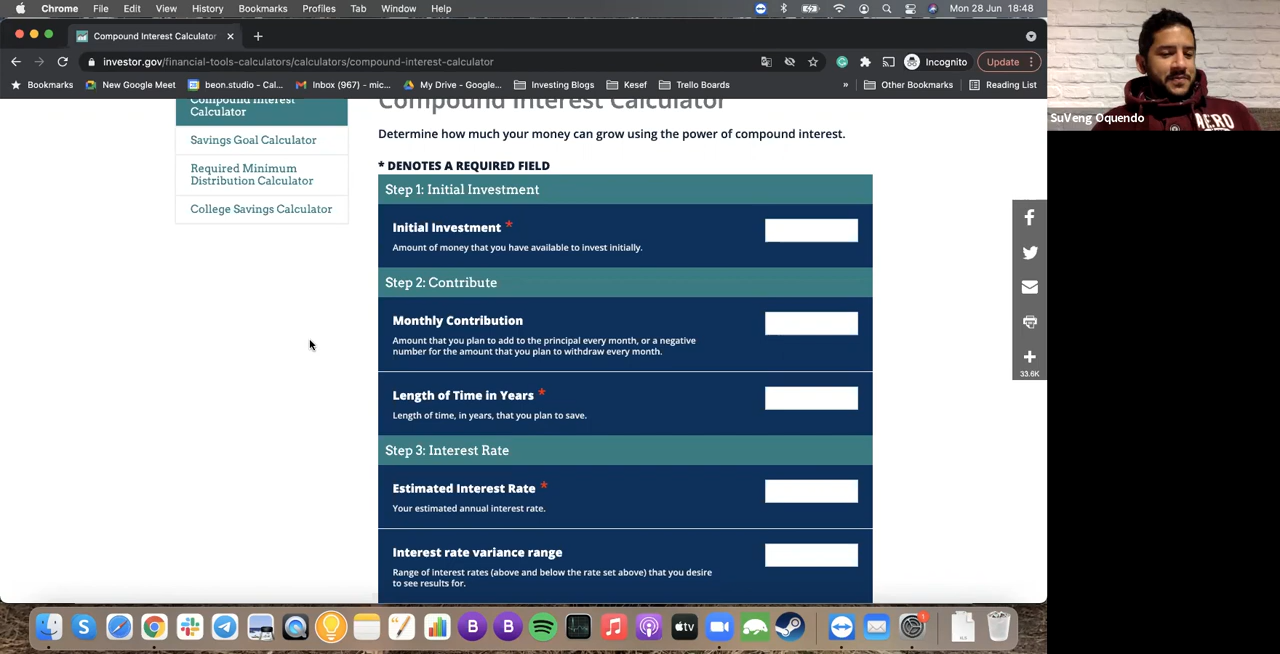 Chrome File Edit View History Bookmarks Profiles Tab Window Help Mon 28 Jun 18:48
Compound Interest Calculator
investor.gov/financial-tools-calculators/calculators/compound-interest-calculator
Incognito
Update
Bookmarks
New Google Meet
beon.studio - Cal...
Inbox (967) - mic...
My Drive - Google...
Investing Blogs
Kesef
Trello Boards
»
Other Bookmarks
Reading List
SuVeng Oquendo
AERO
Compound Interest
Calculator
Savings Goal Calculator
Required Minimum
Distribution Calculator
College Savings Calculator
Compound Interest Calculator
Determine how much your money can grow using the power of compound interest.
* DENOTES A REQUIRED FIELD
Step 1: Initial Investment
Initial Investment *
Amount of money that you have available to invest initially.
Step 2: Contribute
Monthly Contribution
Amount that you plan to add to the principal every month, or a negative
number for the amount that you plan to withdraw every month.
Length of Time in Years *
Length of time, in years, that you plan to save.
Step 3: Interest Rate
Estimated Interest Rate *
Your estimated annual interest rate.
Interest rate variance range
Range of interest rates (above and below the rate set above) that you desire
to see results for.
33.6K
tv